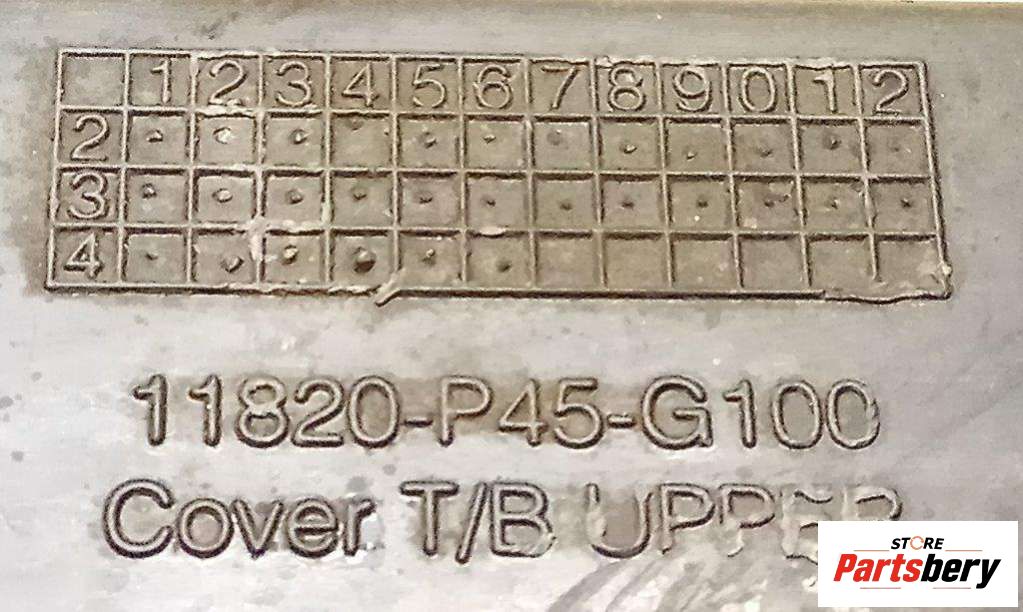 1 2 3 4 5 6 7 8 9 0 1 2
2
3
4
11820-P45-G100
Cover T/B UPPER
STORE
Partsbery